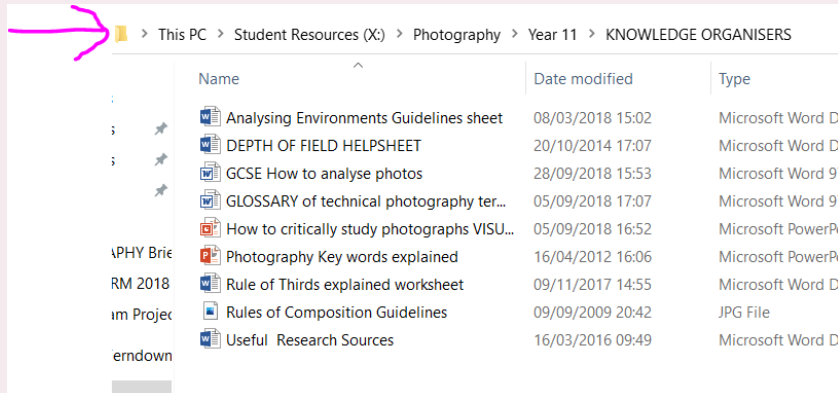 > This PC > Student Resources (X:) > Photography > Year 11 > KNOWLEDGE ORGANISERS
Name Date modified Type
Analysing Environments Guidelines sheet 08/03/2018 15:02 Microsoft Word D
DEPTH OF FIELD HELPSHEET 20/10/2014 17:07 Microsoft Word D
GCSE How to analyse photos 28/09/2018 15:53 Microsoft Word 9
GLOSSARY of technical photography ter... 05/09/2018 17:07 Microsoft Word 9
How to critically study photographs VISU... 05/09/2018 16:52 Microsoft PowerP
APHY Brie Photography Key words explained 16/04/2012 16:06 Microsoft PowerP
RM 2018 Rule of Thirds explained worksheet 09/11/2017 14:55 Microsoft Word D
am Projec Rules of Composition Guidelines 09/09/2009 20:42 JPG File
erndown Useful Research Sources 16/03/2016 09:49 Microsoft Word D